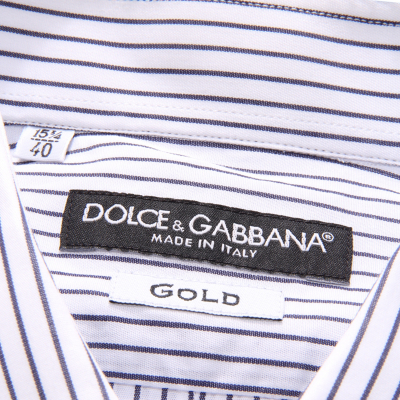 15¾
40
DOLCE & GABBANA®
MADE IN ITALY
GOLD